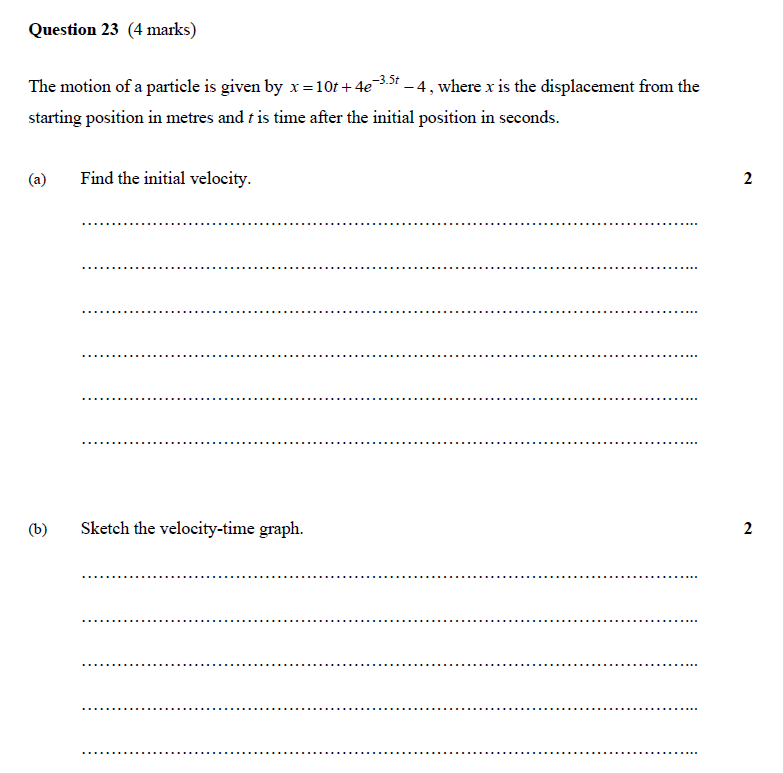 Question 23 (4 marks)
The motion of a particle is given by x = 10t + 4e^{−3.5t} − 4 , where x is the displacement from the
starting position in metres and t is time after the initial position in seconds.
(a) Find the initial velocity. 2
………………………………………………………………………………………………...
………………………………………………………………………………………………...
………………………………………………………………………………………………...
………………………………………………………………………………………………...
………………………………………………………………………………………………...
………………………………………………………………………………………………...
(b) Sketch the velocity-time graph. 2
………………………………………………………………………………………………...
………………………………………………………………………………………………...
………………………………………………………………………………………………...
………………………………………………………………………………………………...
………………………………………………………………………………………………...